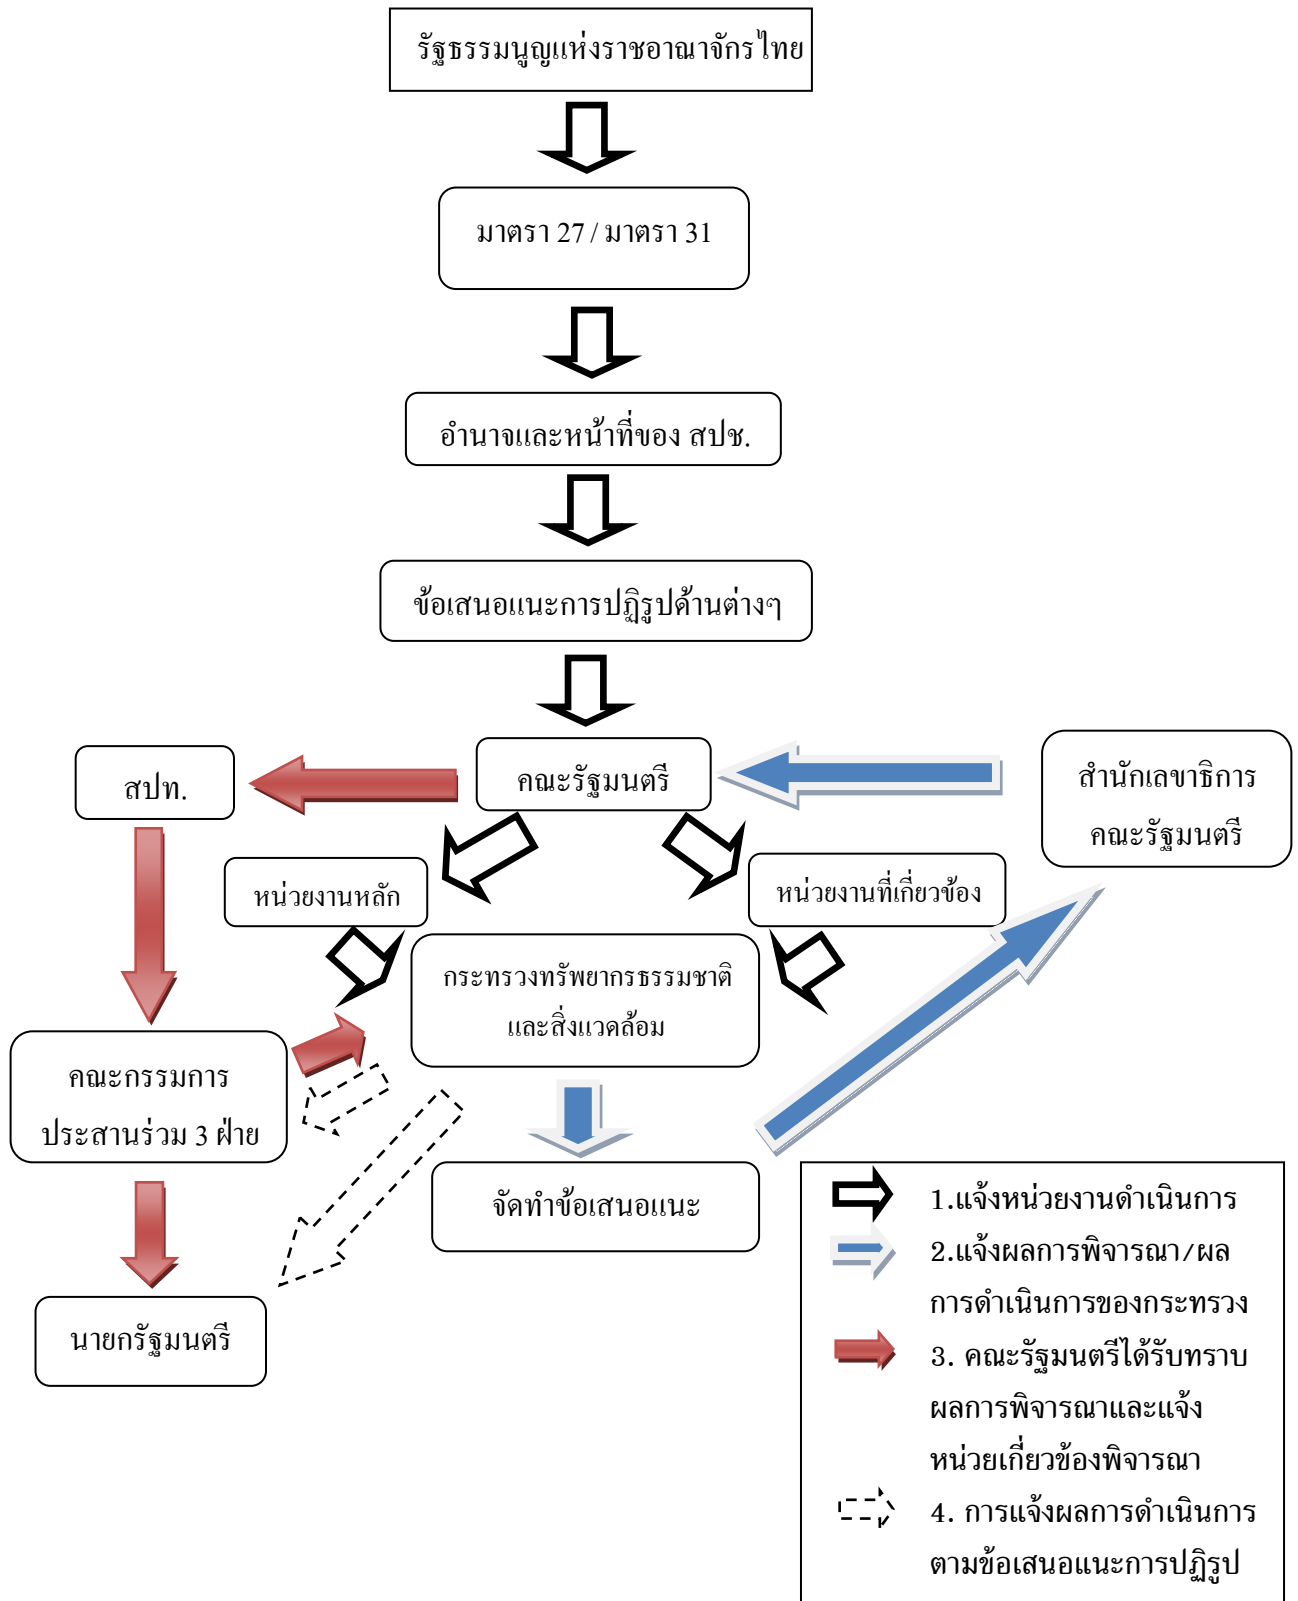 รัฐธรรมนูญแห่งราชอาณาจักรไทย
มาตรา 27 / มาตรา 31
อำนาจและหน้าที่ของ สปช.
ข้อเสนอแนะการปฏิรูปด้านต่างๆ
สปท.
คณะรัฐมนตรี
สำนักเลขาธิการ
คณะรัฐมนตรี
หน่วยงานหลัก
หน่วยงานที่เกี่ยวข้อง
กระทรวงทรัพยากรธรรมชาติ
และสิ่งแวดล้อม
คณะกรรมการ
ประสานร่วม 3 ฝ่าย
จัดทำข้อเสนอแนะ
นายกรัฐมนตรี
1.แจ้งหน่วยงานดำเนินการ
2.แจ้งผลการพิจารณา/ผล
การดำเนินการของกระทรวง
3. คณะรัฐมนตรีได้รับทราบ
ผลการพิจารณาและแจ้ง
หน่วยเกี่ยวข้องพิจารณา
4. การแจ้งผลการดำเนินการ
ตามข้อเสนอแนะการปฏิรูป